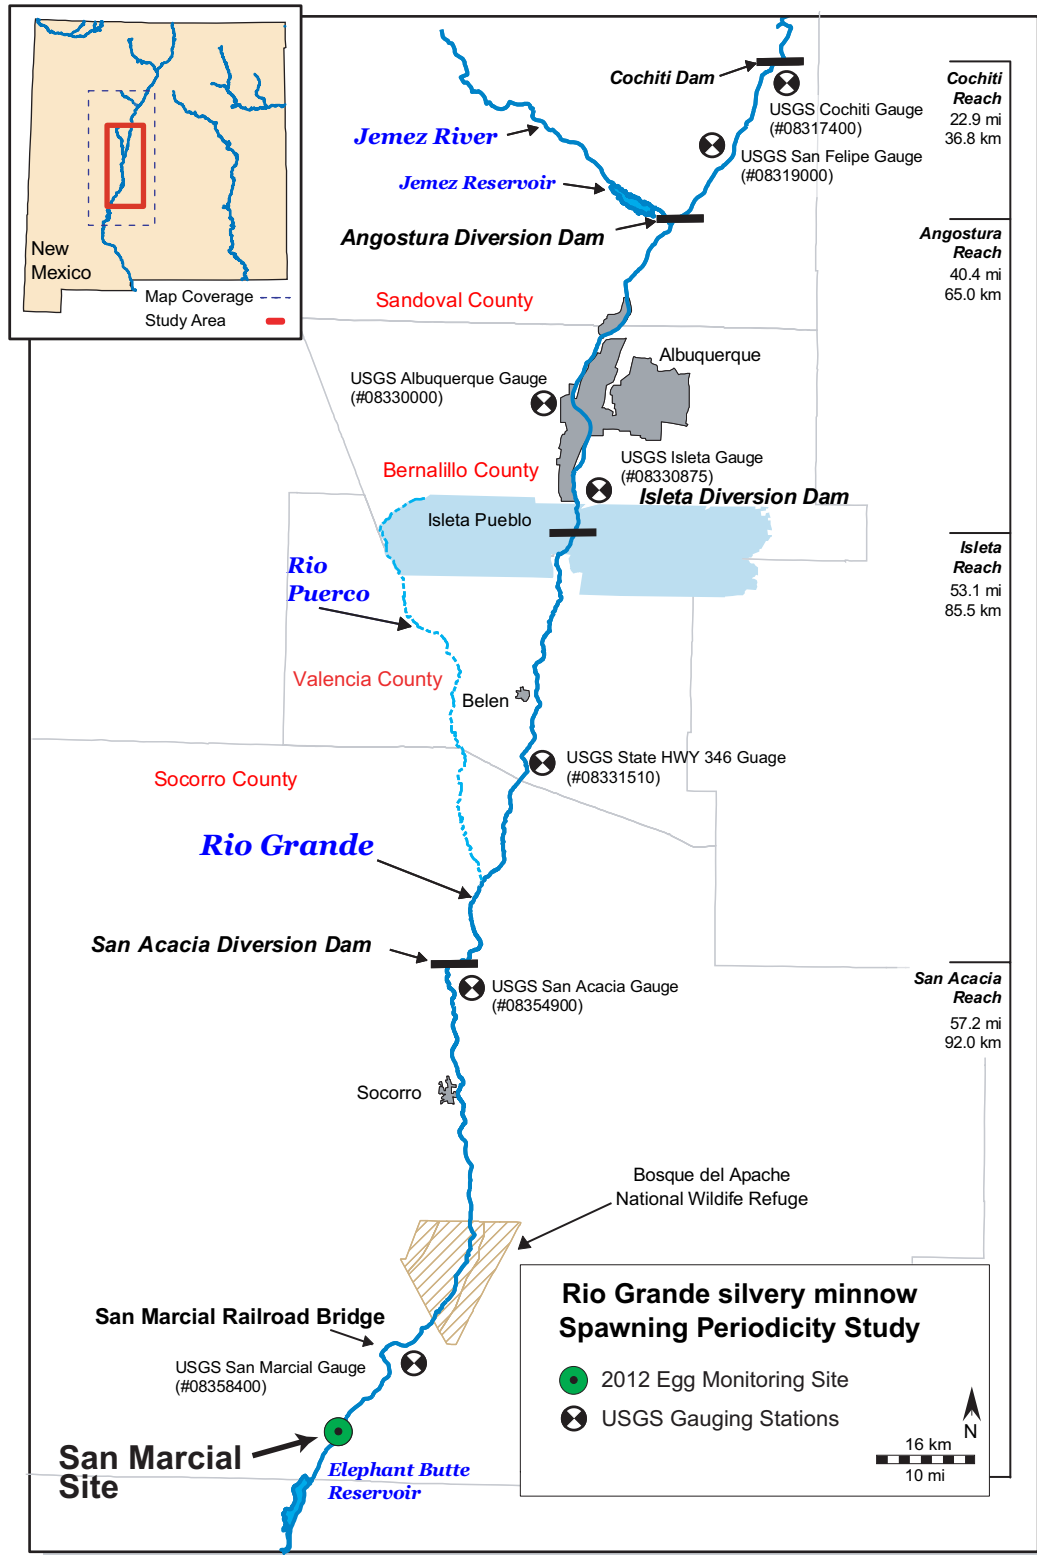 New
Mexico
Map Coverage
Study Area
Cochiti Dam
USGS Cochiti Gauge
(#08317400)
Jemez River
USGS San Felipe Gauge
(#08319000)
Jemez Reservoir
Angostura Diversion Dam
Cochiti
Reach
22.9 mi
36.8 km
Angostura
Reach
40.4 mi
65.0 km
Sandoval County
Albuquerque
USGS Albuquerque Gauge
(#08330000)
USGS Isleta Gauge
(#08330875)
Bernalillo County
Isleta Diversion Dam
Isleta Pueblo
Isleta
Reach
53.1 mi
85.5 km
Rio
Puerco
Valencia County
Belen
USGS State HWY 346 Guage
(#08331510)
Socorro County
Rio Grande
San Acacia Diversion Dam
USGS San Acacia Gauge
(#08354900)
San Acacia
Reach
57.2 mi
92.0 km
Socorro
Bosque del Apache
National Wildife Refuge
San Marcial Railroad Bridge
USGS San Marcial Gauge
(#08358400)
San Marcial
Site
Elephant Butte
Reservoir
Rio Grande silvery minnow
Spawning Periodicity Study
2012 Egg Monitoring Site
USGS Gauging Stations
N
16 km
10 mi